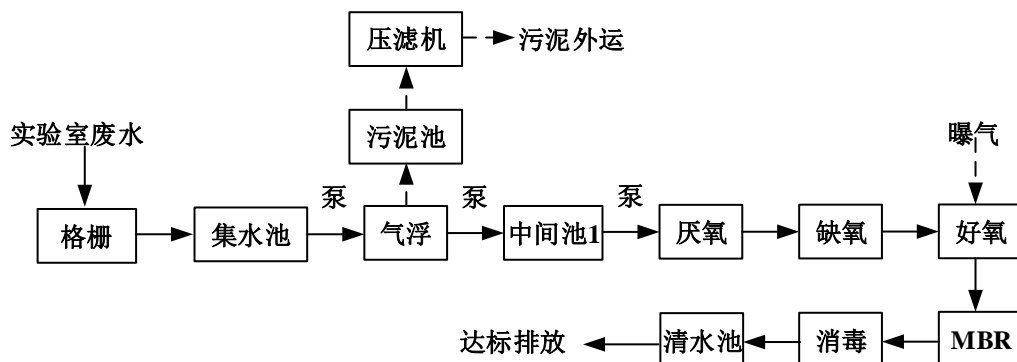 压滤机
污泥外运
污泥池
实验室废水
曝气
泵
泵
泵
格栅
集水池
气浮
中间池1
厌氧
缺氧
好氧
达标排放
清水池
消毒
MBR